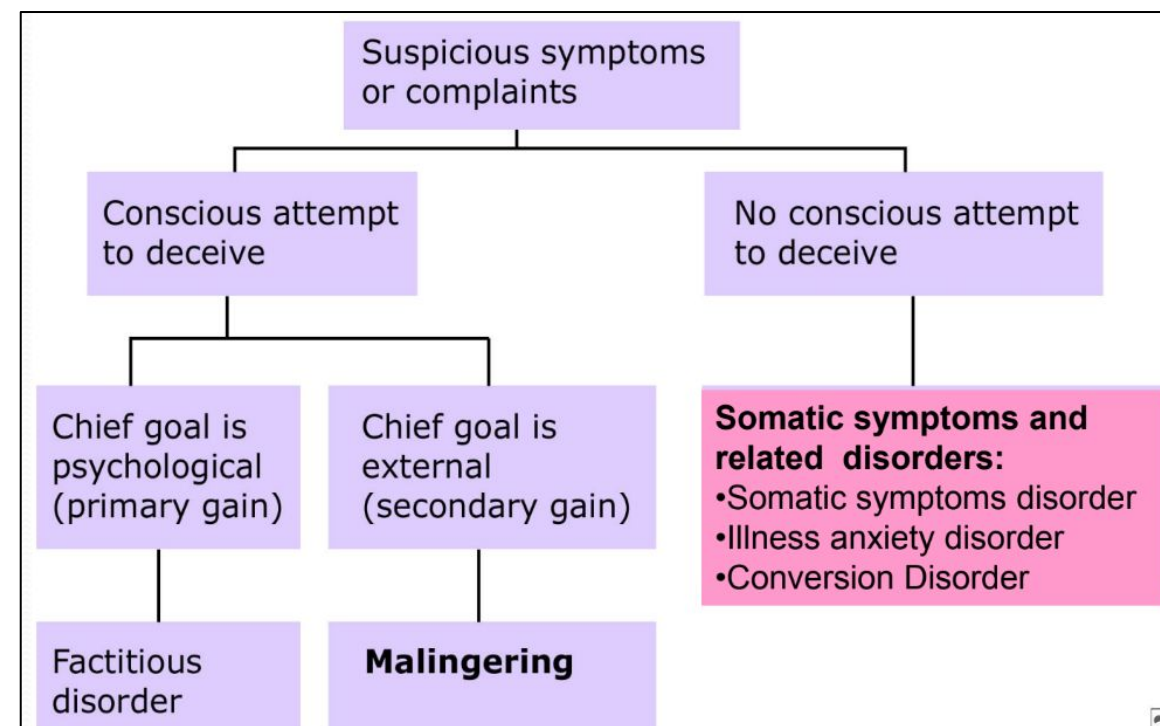 Suspicious symptoms
or complaints
Conscious attempt
to deceive
No conscious attempt
to deceive
Chief goal is
psychological
(primary gain)
Chief goal is
external
(secondary gain)
Somatic symptoms and
related  disorders:
•Somatic symptoms disorder
•Illness anxiety disorder
•Conversion Disorder
Factitious
disorder
Malingering